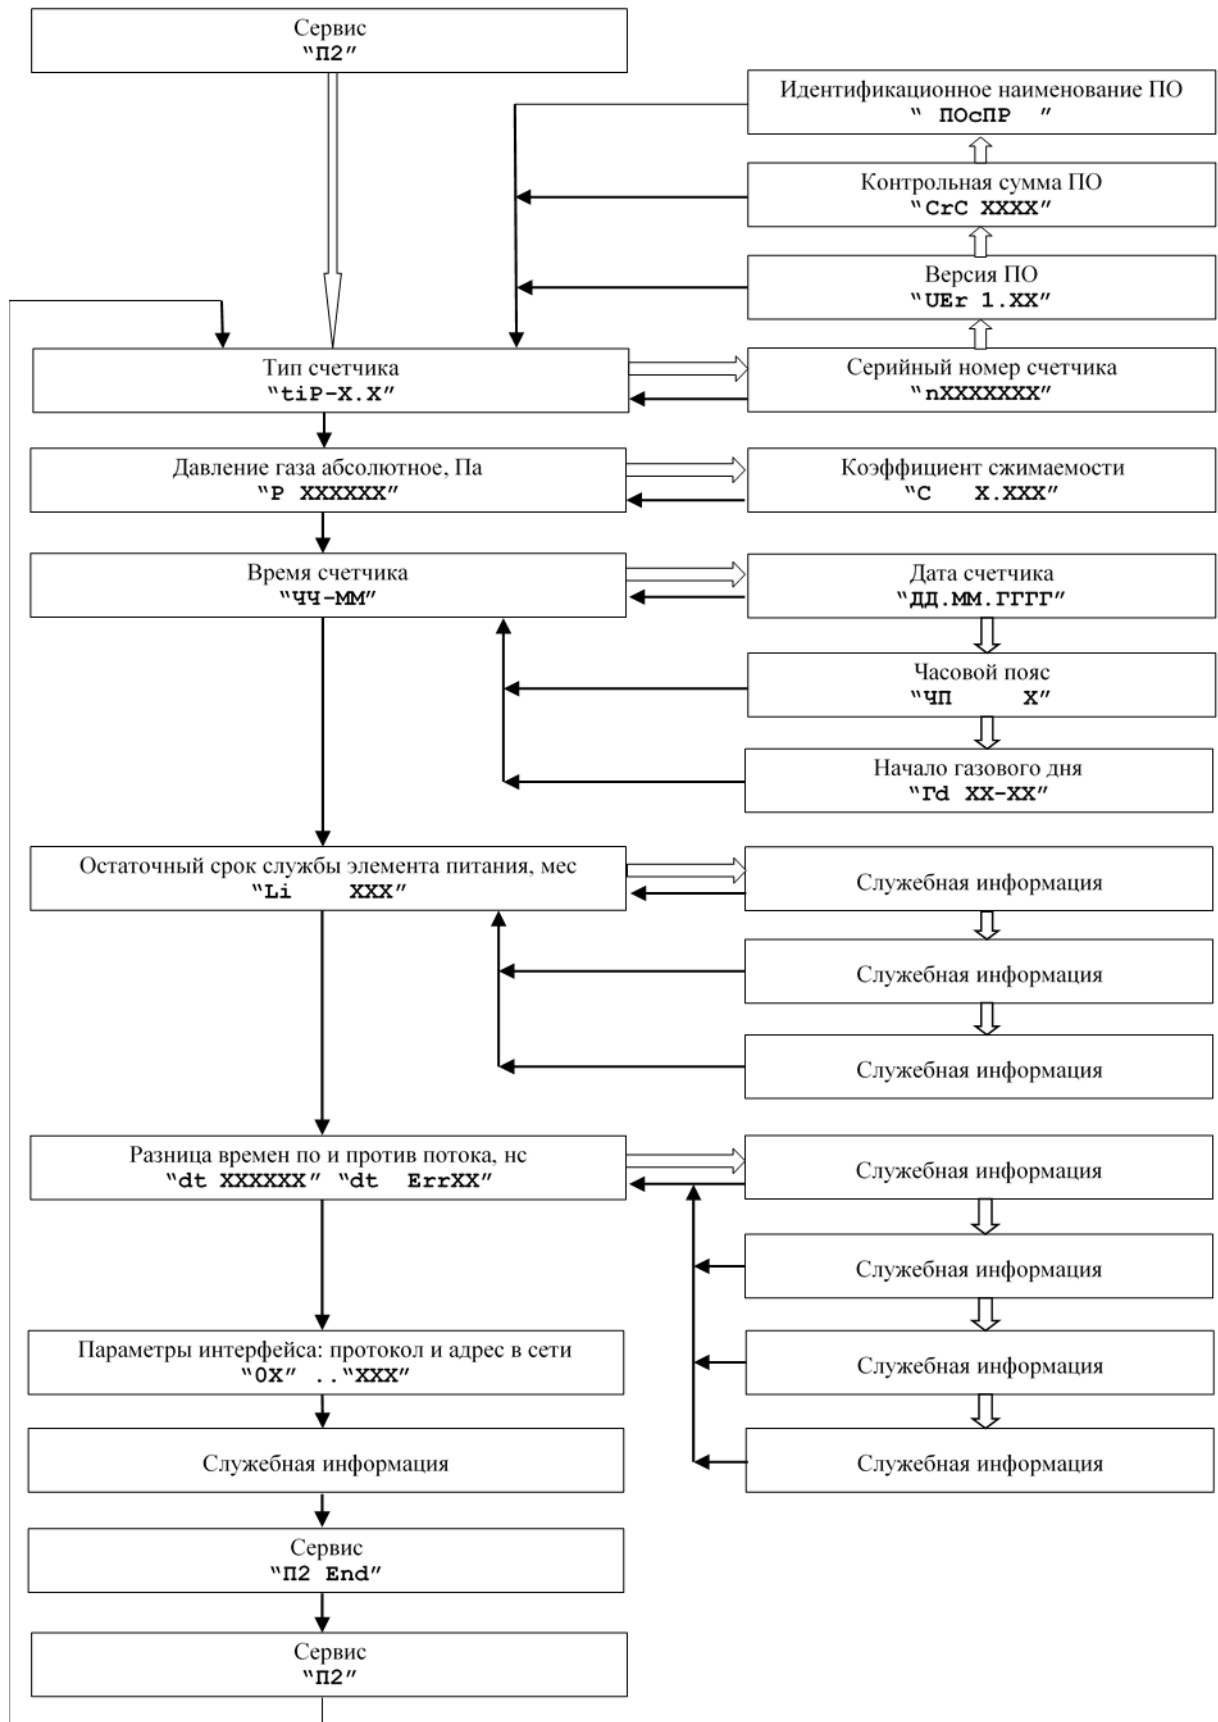 Сервис
“П2”
Идентификационное наименование ПО
“ ПОсПР ”
Контрольная сумма ПО
“CrC XXXX”
Версия ПО
“UEr 1.XX”
Тип счетчика
“tiP-X.X”
Серийный номер счетчика
“nXXXXXXX”
Давление газа абсолютное, Па
“P XXXXXX”
Коэффициент сжимаемости
“C X.XXX”
Время счетчика
“ЧЧ-ММ”
Дата счетчика
“ДД.ММ.ГГГГ”
Часовой пояс
“ЧП X”
Начало газового дня
“Гd XX-XX”
Остаточный срок службы элемента питания, мес
“Li XXX”
Служебная информация
Служебная информация
Служебная информация
Разница времен по и против потока, нс
“dt XXXXXX” “dt ErrXX”
Служебная информация
Служебная информация
Параметры интерфейса: протокол и адрес в сети
“0X” ..“XXX”
Служебная информация
Служебная информация
Служебная информация
Сервис
“П2 End”
Сервис
“П2”